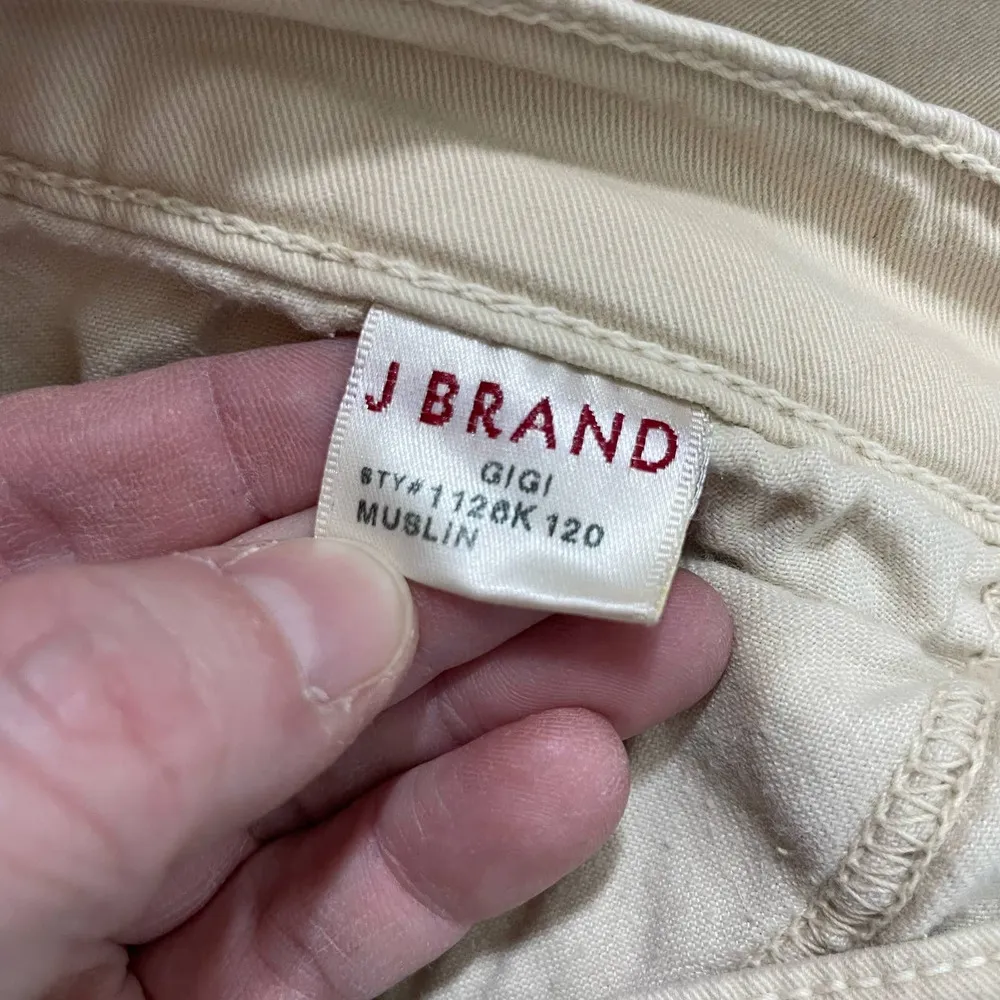 J BRAND
GIGI
STY# 1126K 120
MUSLIN